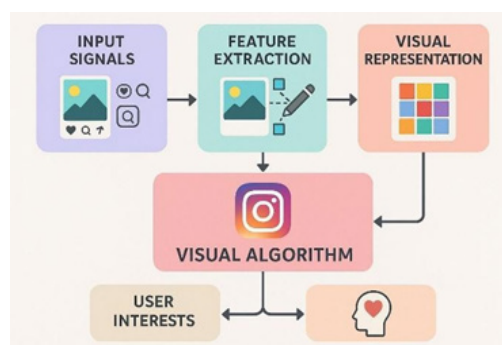 INPUT
SIGNALS
FEATURE
EXTRACTION
VISUAL
REPRESENTATION
VISUAL ALGORITHM
USER
INTERESTS